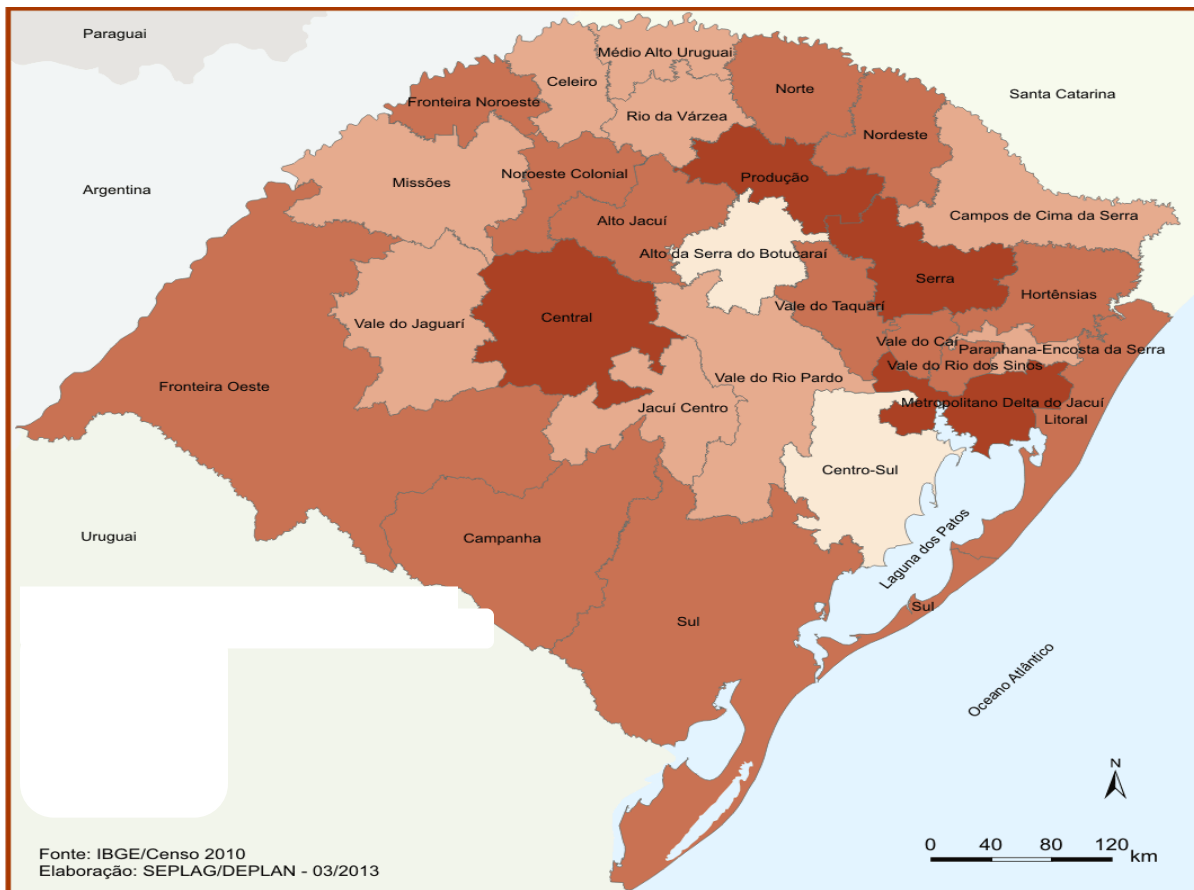 Paraguai
Médio Alto Uruguai
Celeiro
Norte
Santa Catarina
Fronteira Noroeste
Rio da Várzea
Nordeste
Argentina
Missões
Noroeste Colonial
Produção
Alto Jacuí
Campos de Cima da Serra
Alto da Serra do Botucaraí
Serra
Hortênsias
Vale do Taquarí
Central
Vale do Jaguarí
Vale do Caí
Paranhana-Encosta da Serra
Vale do Rio dos Sinos
Fronteira Oeste
Vale do Rio Pardo
Jacuí Centro
Metropolitano Delta do Jacuí
Litoral
Centro-Sul
Uruguai
Campanha
Laguna dos Patos
Sul
Sul
Oceano Atlântico
N
0 40 80 120
km
Fonte: IBGE/Censo 2010
Elaboração: SEPLAG/DEPLAN - 03/2013